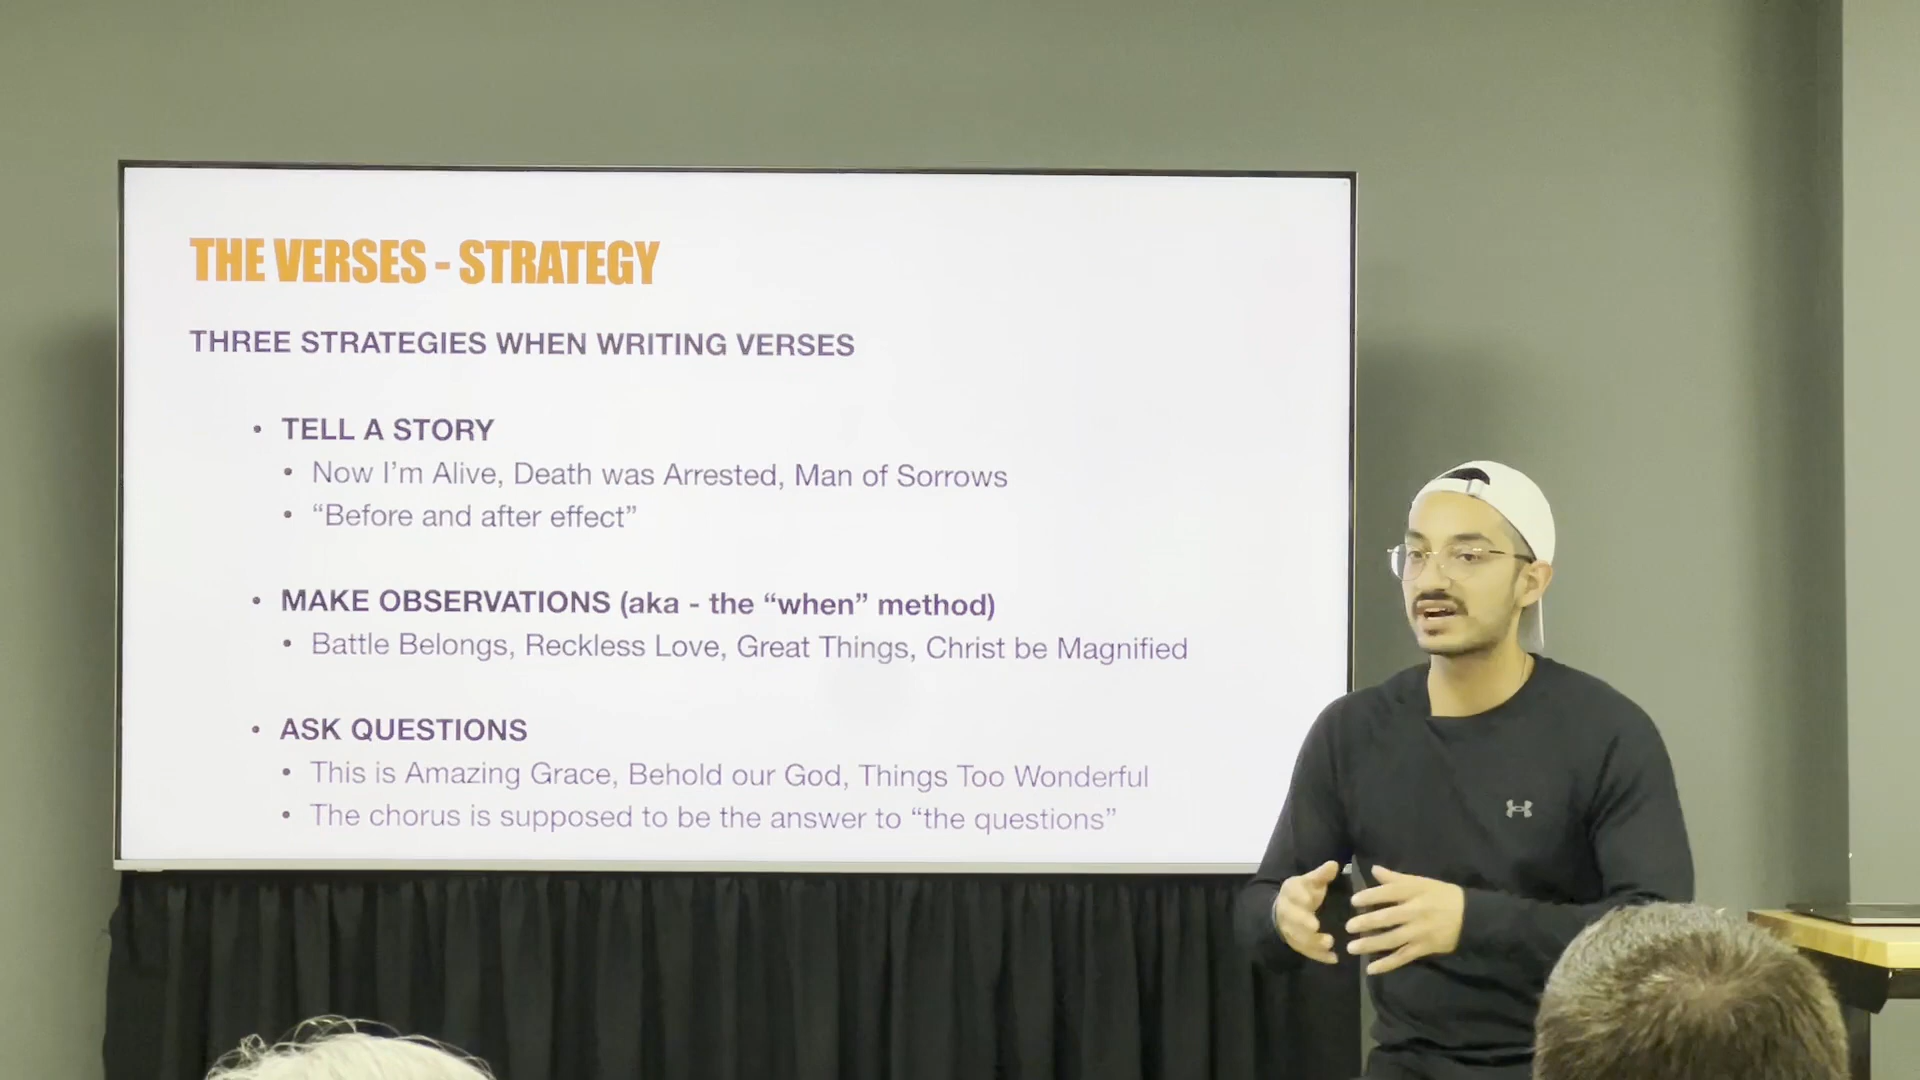 THE VERSES - STRATEGY
THREE STRATEGIES WHEN WRITING VERSES
• TELL A STORY
• Now I'm Alive, Death was Arrested, Man of Sorrows
• “Before and after effect”
• MAKE OBSERVATIONS (aka - the “when” method)
• Battle Belongs, Reckless Love, Great Things, Christ be Magnified
• ASK QUESTIONS
• This is Amazing Grace, Behold our God, Things Too Wonderful
• The chorus is supposed to be the answer to “the questions”